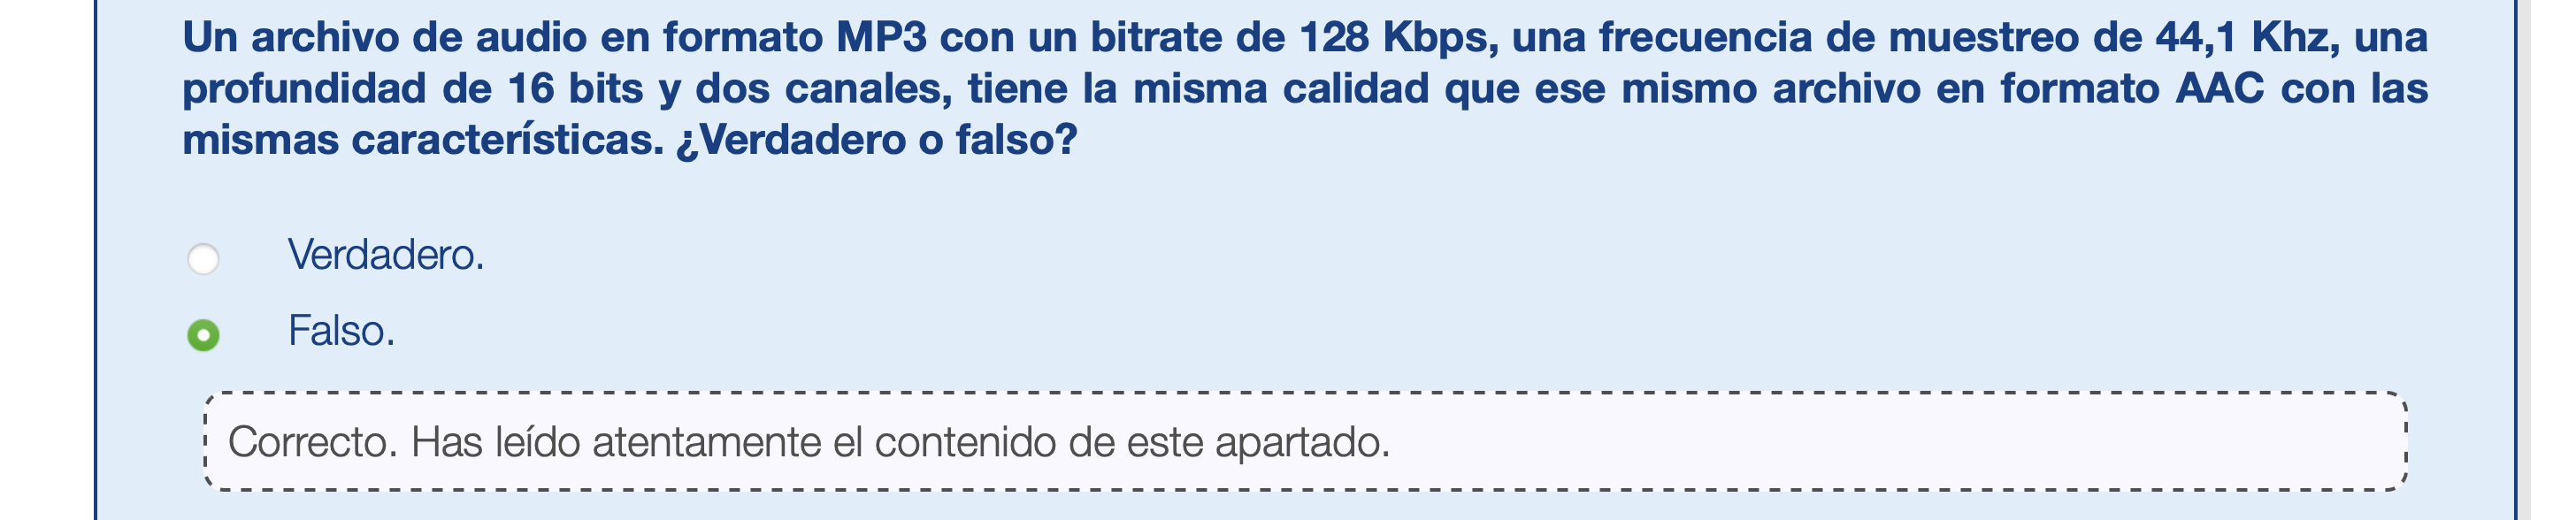 Un archivo de audio en formato MP3 con un bitrate de 128 Kbps, una frecuencia de muestreo de 44,1 Khz, una
profundidad de 16 bits y dos canales, tiene la misma calidad que ese mismo archivo en formato AAC con las
mismas características. ¿Verdadero o falso?
Verdadero.
Falso.
Correcto. Has leído atentamente el contenido de este apartado.